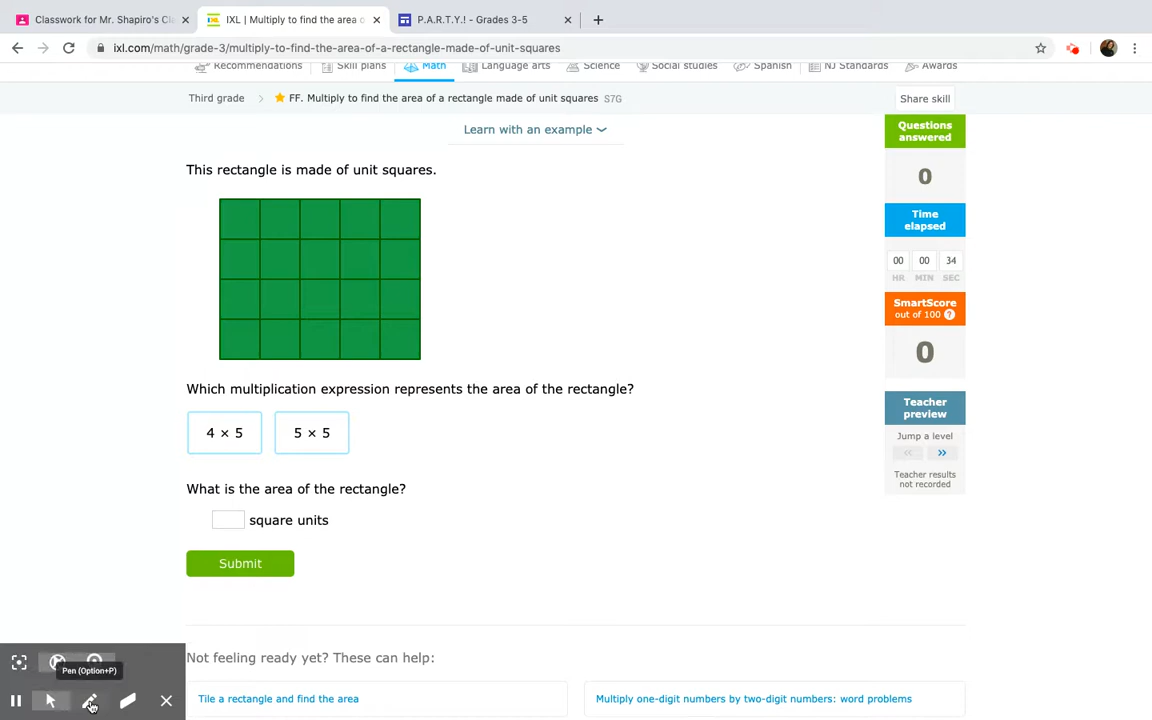 Classwork for Mr. Shapiro's Cl
IXL | Multiply to find the area o
P.A.R.T.Y.! - Grades 3-5
ixl.com/math/grade-3/multiply-to-find-the-area-of-a-rectangle-made-of-unit-squares
Recommendations
Skill plans
Math
Language arts
Science
Social studies
Spanish
NJ Standards
Awards
Third grade
FF. Multiply to find the area of a rectangle made of unit squares S7G
Share skill
Learn with an example
This rectangle is made of unit squares.
Which multiplication expression represents the area of the rectangle?
4 × 5
5 × 5
What is the area of the rectangle?
square units
Submit
Questions
answered
0
Time
elapsed
00 00 34
HR MIN SEC
SmartScore
out of 100 ?
0
Teacher
preview
Jump a level
<< >>
Teacher results
not recorded
Not feeling ready yet? These can help:
Tile a rectangle and find the area
Multiply one-digit numbers by two-digit numbers: word problems
Pen (Option+P)